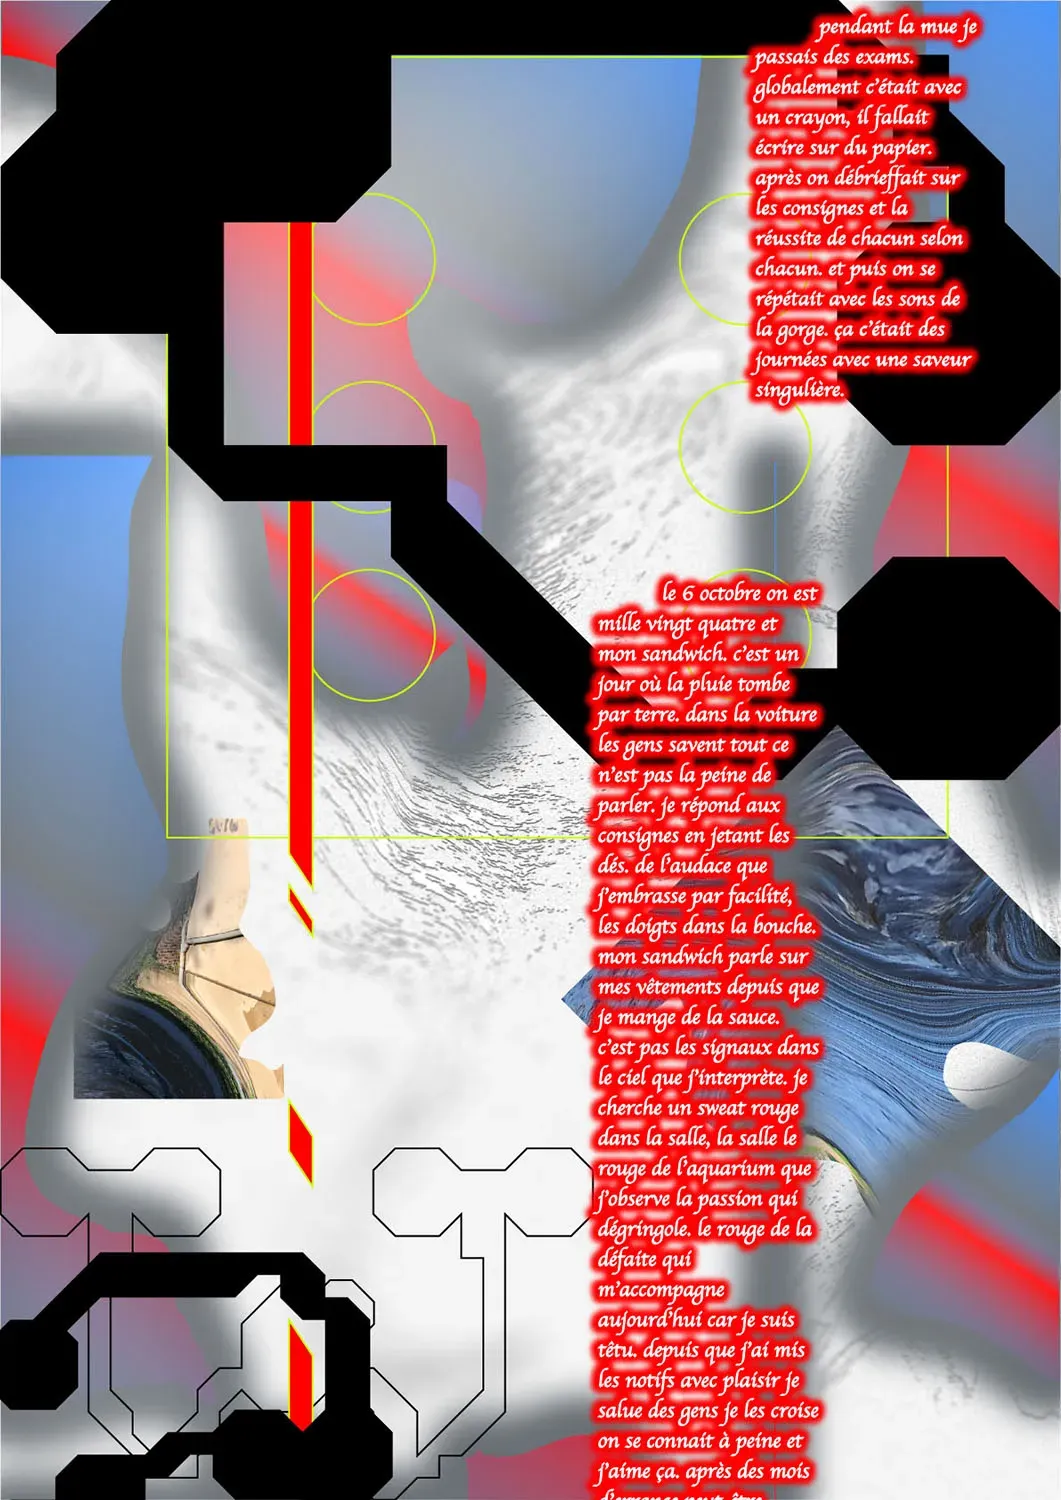 pendant la mue je
passais des exams.
globalement c'était avec
un crayon, il fallait
écrire sur du papier.
après on débrieffait sur
les consignes et la
réussite de chacun selon
chacun. et puis on se
répétait avec les sons de
la gorge. ça c'était des
journées avec une saveur
singulière.
le 6 octobre on est
mille vingt quatre et
mon sandwich. c'est un
jour où la pluie tombe
par terre. dans la voiture
les gens savent tout ce
n'est pas la peine de
parler. je répond aux
consignes en jetant les
dés. de l'audace que
j'embrasse par facilité,
les doigts dans la bouche.
mon sandwich parle sur
mes vêtements depuis que
je mange de la sauce.
c'est pas les signaux dans
le ciel que j'interprète. je
cherche un sweat rouge
dans la salle, la salle le
rouge de l'aquarium que
j'observe la passion qui
dégringole. le rouge de la
défaite qui
m'accompagne
aujourd'hui car je suis
têtu. depuis que j'ai mis
les notifs avec plaisir je
salue des gens je les croise
on se connait à peine et
j'aime ça. après des mois